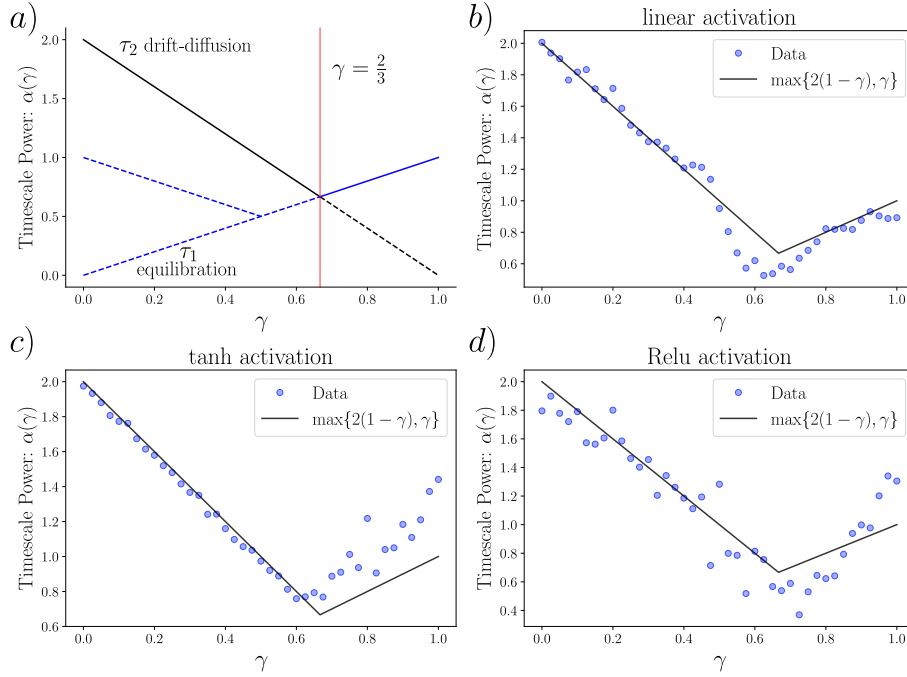 a)
τ₂ drift-diffusion
γ = 2/3
τ₁
equilibration
Timescale Power: α(γ)
2.0
1.5
1.0
0.5
0.0
0.0 0.2 0.4 0.6 0.8 1.0
γ
b)
linear activation
Data
max{2(1 − γ), γ}
Timescale Power: α(γ)
2.0
1.8
1.6
1.4
1.2
1.0
0.8
0.6
0.0 0.2 0.4 0.6 0.8 1.0
γ
c)
tanh activation
Data
max{2(1 − γ), γ}
Timescale Power: α(γ)
2.0
1.8
1.6
1.4
1.2
1.0
0.8
0.6
0.0 0.2 0.4 0.6 0.8 1.0
γ
d)
Relu activation
Data
max{2(1 − γ), γ}
Timescale Power: α(γ)
2.0
1.8
1.6
1.4
1.2
1.0
0.8
0.6
0.4
0.0 0.2 0.4 0.6 0.8 1.0
γ